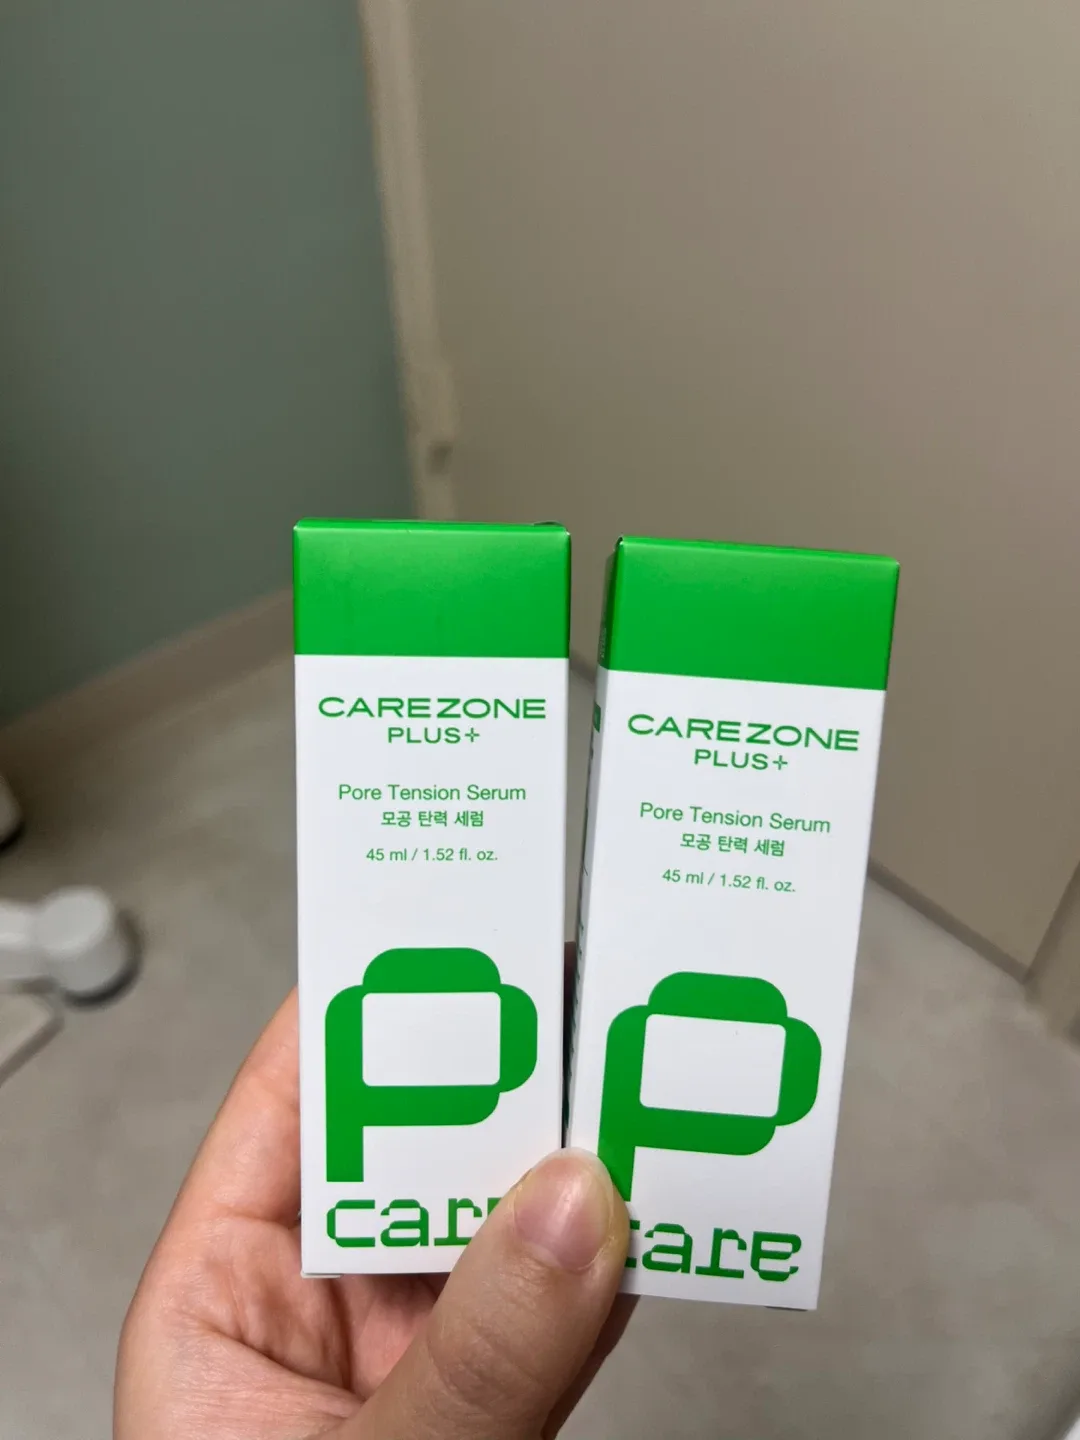 CAREZONE
PLUS+
Pore Tension Serum
모공 탄력 세럼
45 ml / 1.52 fl. oz.
P
CAREZONE
PLUS+
Pore Tension Serum
모공 탄력 세럼
45 ml / 1.52 fl. oz.
P
care